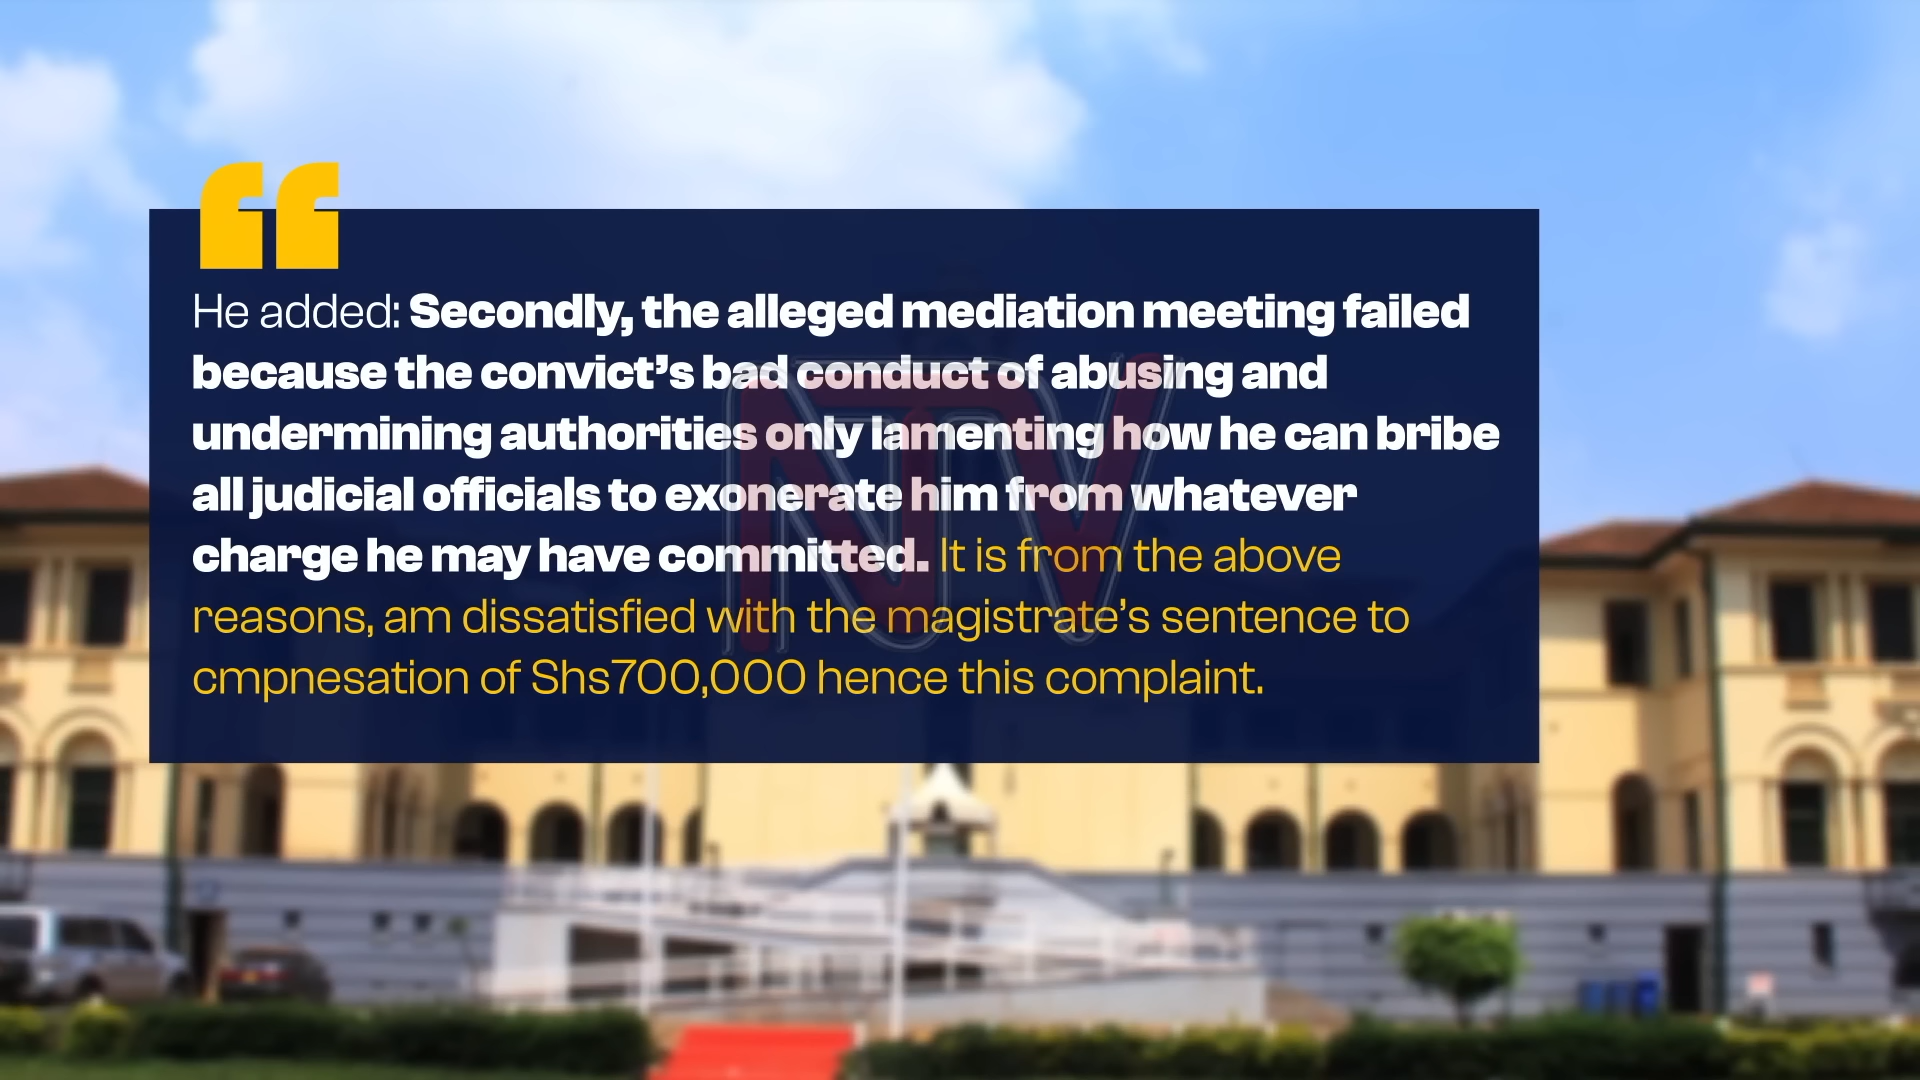 He added: Secondly, the alleged mediation meeting failed
because the convict’s bad conduct of abusing and
undermining authorities only lamenting how he can bribe
all judicial officials to exonerate him from whatever
charge he may have committed. It is from the above
reasons, am dissatisfied with the magistrate’s sentence to
cmpnesation of Shs700,000 hence this complaint.
NTV